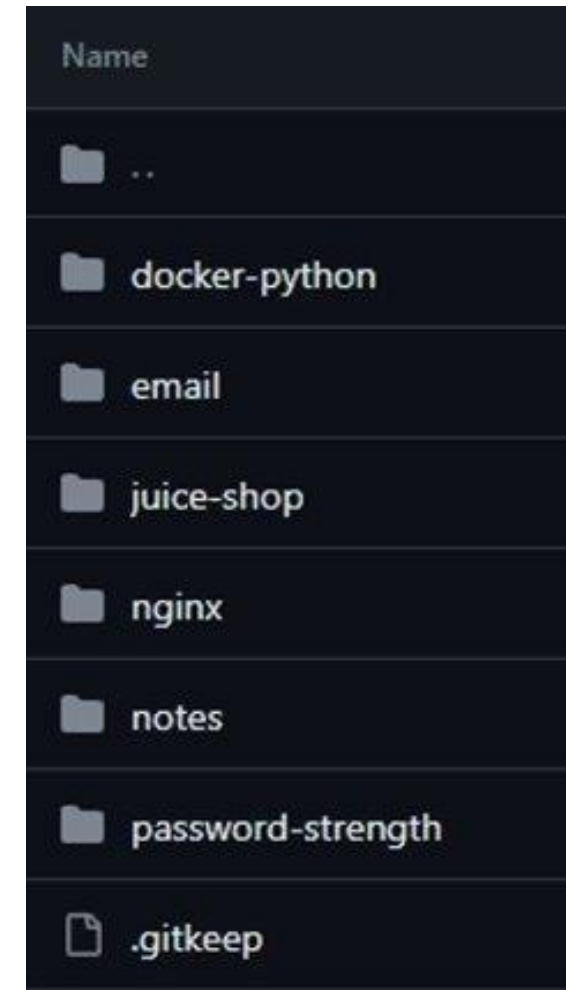 Name
..
docker-python
email
juice-shop
nginx
notes
password-strength
.gitkeep